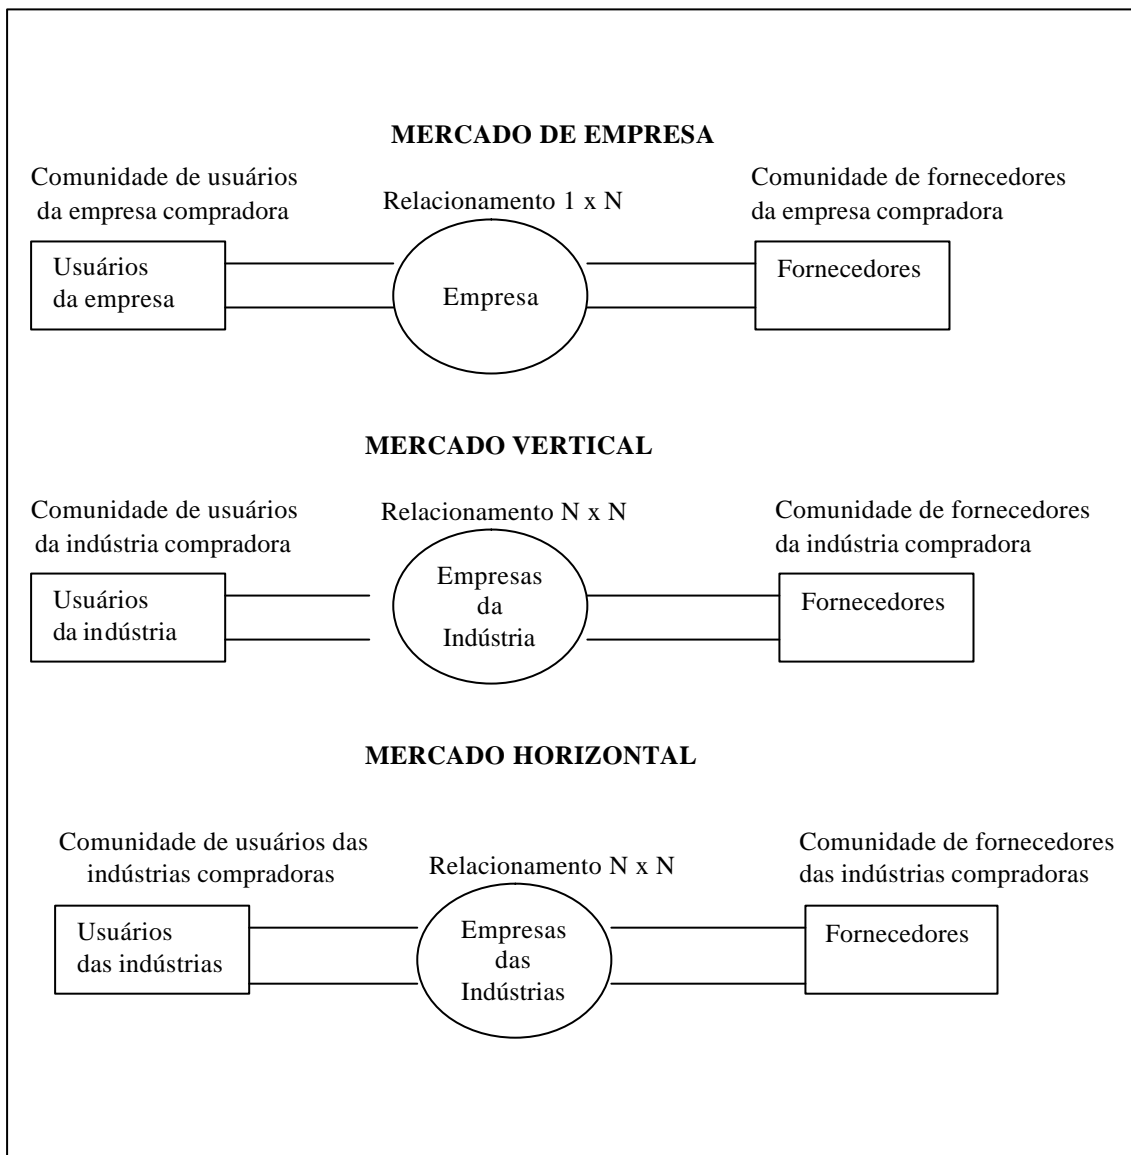 MERCADO DE EMPRESA
Comunidade de usuários
da empresa compradora
Relacionamento 1 x N
Comunidade de fornecedores
da empresa compradora
Usuários
da empresa
Empresa
Fornecedores
MERCADO VERTICAL
Comunidade de usuários
da indústria compradora
Relacionamento N x N
Comunidade de fornecedores
da indústria compradora
Usuários
da indústria
Empresas
da
Indústria
Fornecedores
MERCADO HORIZONTAL
Comunidade de usuários das
indústrias compradoras
Relacionamento N x N
Comunidade de fornecedores
das indústrias compradoras
Usuários
das indústrias
Empresas
das
Indústrias
Fornecedores